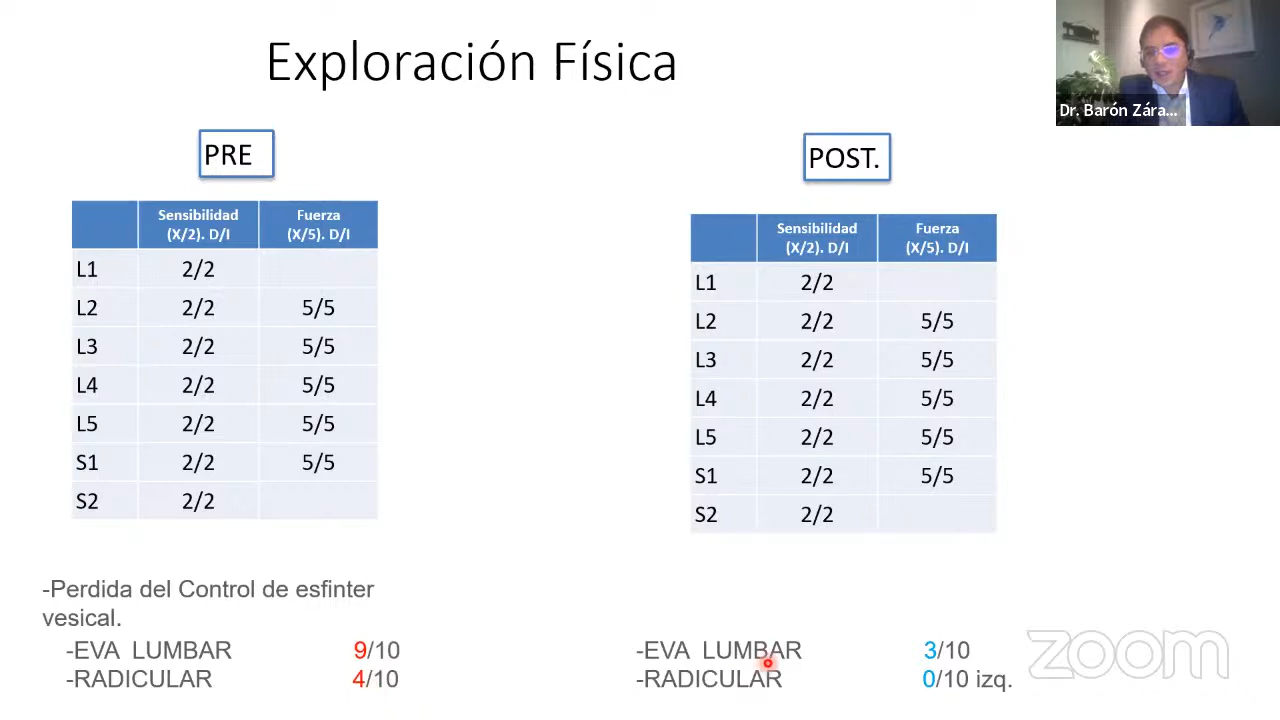 Exploración Física
Dr. Barón Zára...
PRE
Sensibilidad Fuerza
(X/2). D/I (X/5). D/I
L1 2/2
L2 2/2 5/5
L3 2/2 5/5
L4 2/2 5/5
L5 2/2 5/5
S1 2/2 5/5
S2 2/2
-Perdida del Control de esfinter
vesical.
-EVA LUMBAR 9/10
-RADICULAR 4/10
POST.
Sensibilidad Fuerza
(X/2). D/I (X/5). D/I
L1 2/2
L2 2/2 5/5
L3 2/2 5/5
L4 2/2 5/5
L5 2/2 5/5
S1 2/2 5/5
S2 2/2
-EVA LUMBAR 3/10
-RADICULAR 0/10 izq.
zoom